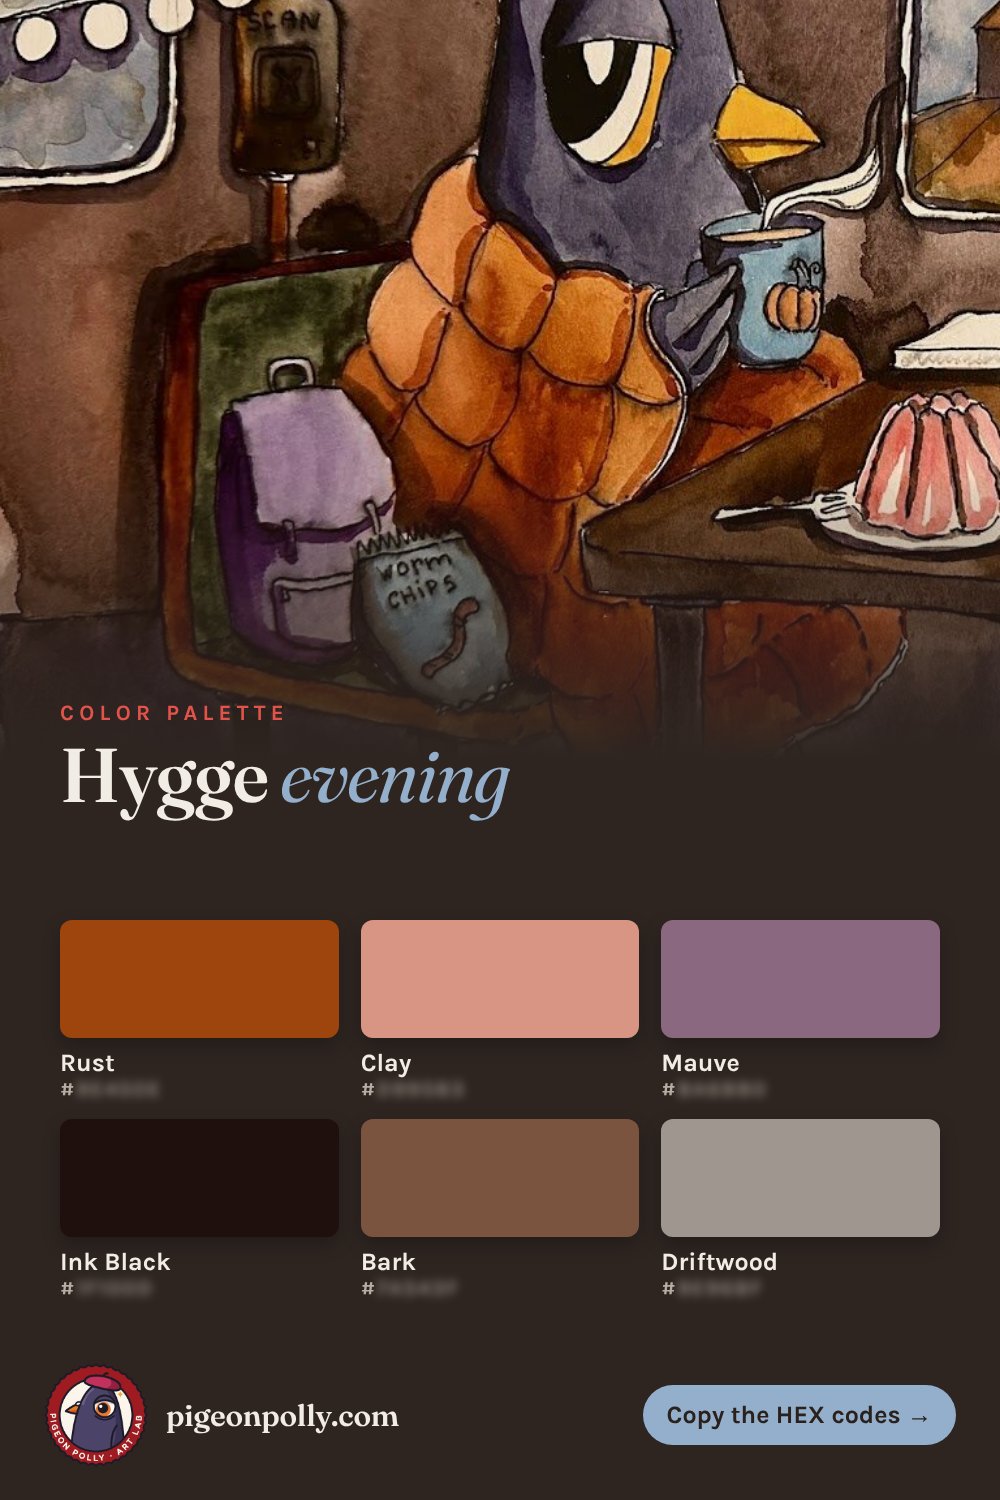 SCAN
X
worm
CHIPS
COLOR PALETTE
Hygge evening
Rust
#
Clay
#
Mauve
#
Ink Black
#
Bark
#
Driftwood
#
PIGEON POLLY · ART LAB
pigeonpolly.com
Copy the HEX codes →